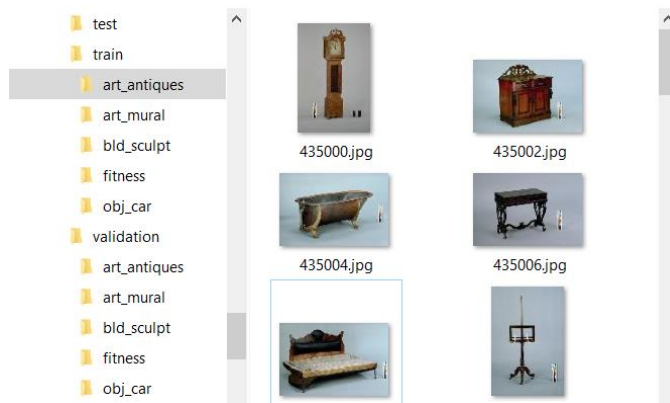 test
train
art_antiques
art_mural
bld_sculpt
fitness
obj_car
validation
art_antiques
art_mural
bld_sculpt
fitness
obj_car
435000.jpg
435002.jpg
435004.jpg
435006.jpg